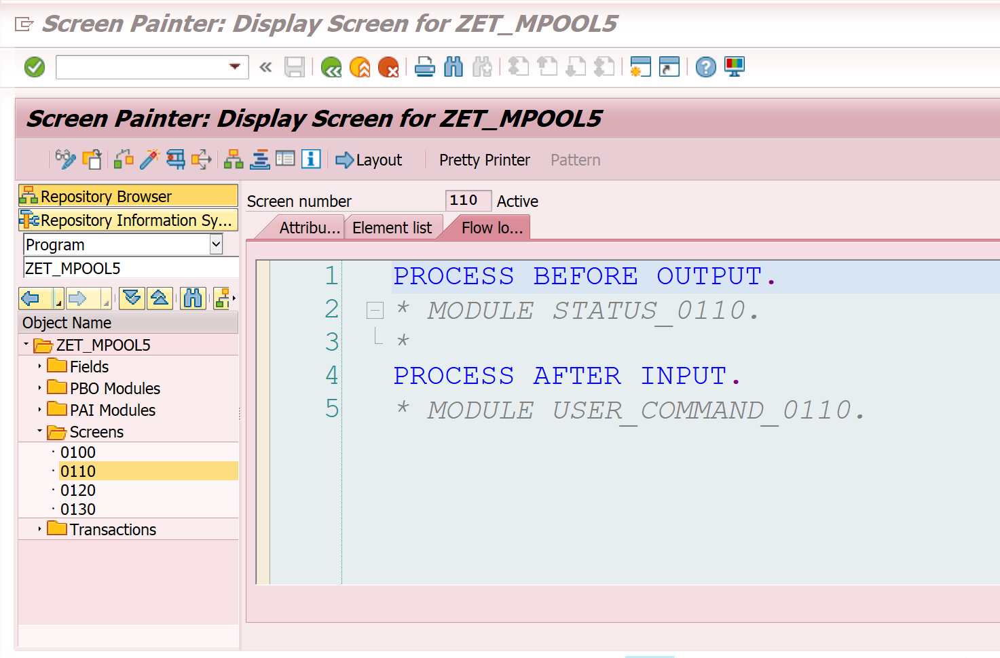 Screen Painter: Display Screen for ZET_MPOOL5
Screen Painter: Display Screen for ZET_MPOOL5
Layout Pretty Printer Pattern
Repository Browser
Repository Information Sy...
Program
ZET_MPOOL5
Object Name
ZET_MPOOL5
Fields
PBO Modules
PAI Modules
Screens
0100
0110
0120
0130
Transactions
Screen number 110 Active
Attribu... Element list Flow lo...
1 PROCESS BEFORE OUTPUT.
2 * MODULE STATUS_0110.
3 *
4 PROCESS AFTER INPUT.
5 * MODULE USER_COMMAND_0110.